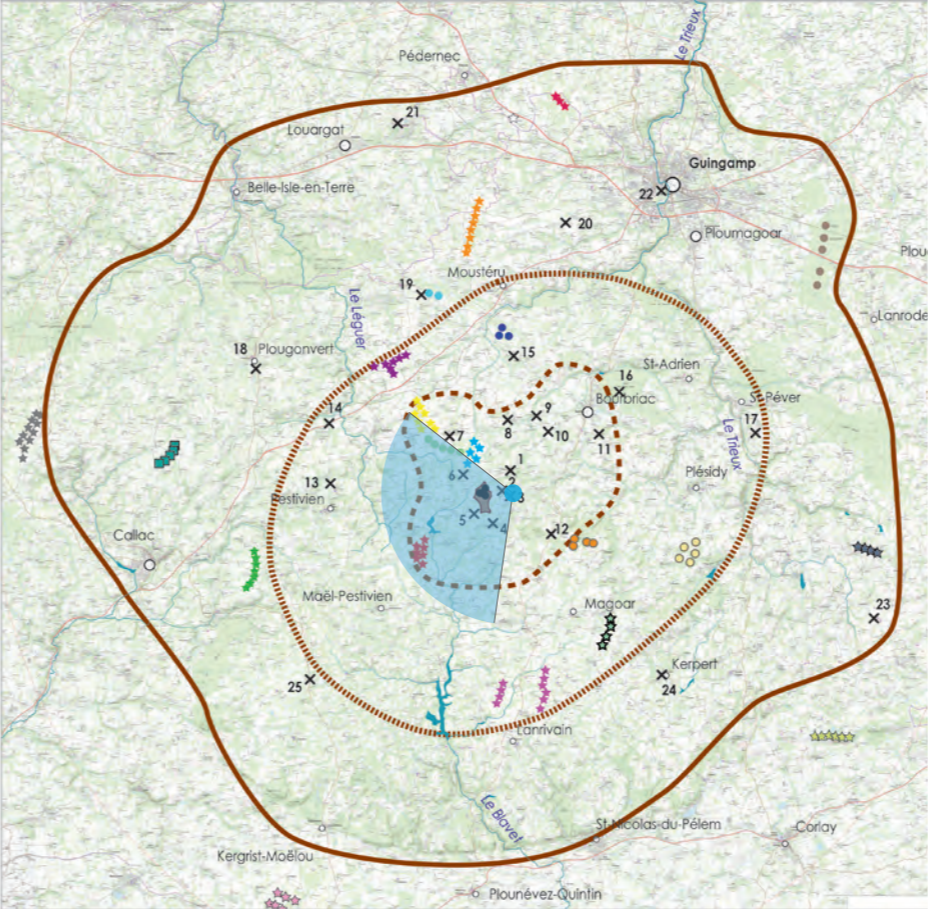 Le Trieux
Pédernec
21
Louargat
Guingamp
Belle-Isle-en-Terre
22
20
Ploumagoar
Plou
Moustéru
19
Le Léguer
Lanrode
18
Plougonvert
15
St-Adrien
16
St-Péver
14
9
Bourbriac
8
10
7
11
17
Le Trieux
1
6
2
13
Plésidy
3
Pestivien
5
4
12
Callac
Maël-Pestivien
Magoar
23
Kerpert
25
24
Lanrivain
Le Blavet
St-Nicolas-du-Pélem
Corlay
Kergrist-Moëlou
Plounévez-Quintin